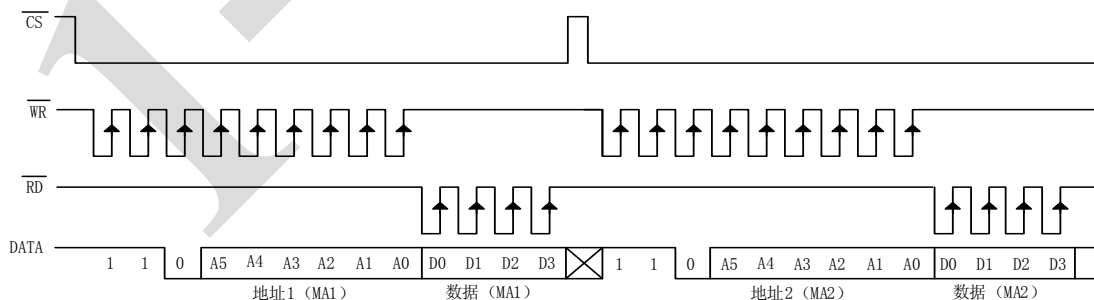 CS
WR
RD
DATA
1 1 0 A5 A4 A3 A2 A1 A0 D0 D1 D2 D3 1 1 0 A5 A4 A3 A2 A1 A0 D0 D1 D2 D3
地址1（MA1） 数据（MA1） 地址2（MA2） 数据（MA2）